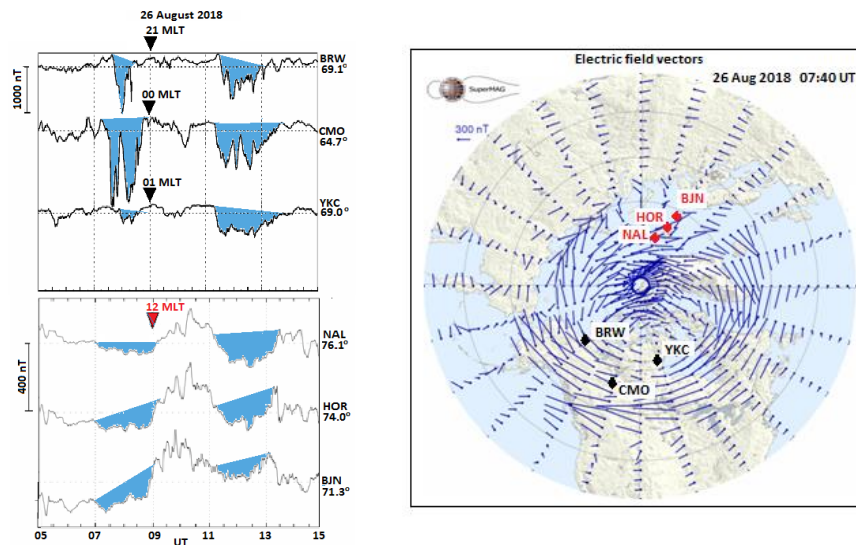 26 August 2018
21 MLT
BRW
69.1°
1000 nT
00 MLT
CMO
64.7°
01 MLT
YKC
69.0°
12 MLT
NAL
76.1°
400 nT
HOR
74.0°
BJN
71.3°
05 07 09 11 13 15
UT
Electric field vectors
26 Aug 2018 07:40 UT
SuperMAG
300 nT
BJN
HOR
NAL
BRW
YKC
CMO